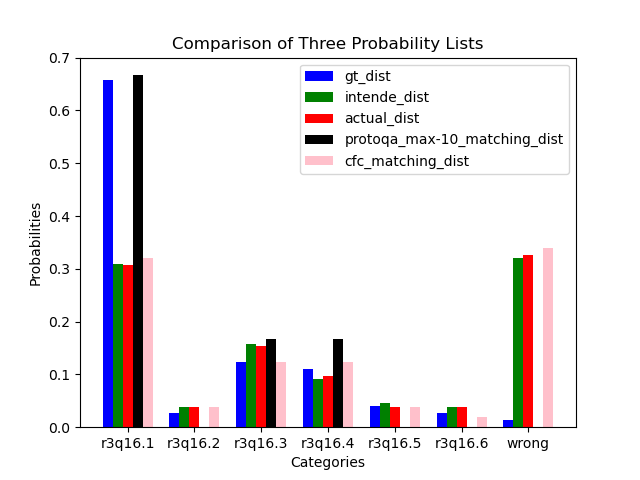 Comparison of Three Probability Lists
gt_dist
intende_dist
actual_dist
protoqa_max-10_matching_dist
cfc_matching_dist
Probabilities
0.7
0.6
0.5
0.4
0.3
0.2
0.1
0.0
r3q16.1 r3q16.2 r3q16.3 r3q16.4 r3q16.5 r3q16.6 wrong
Categories